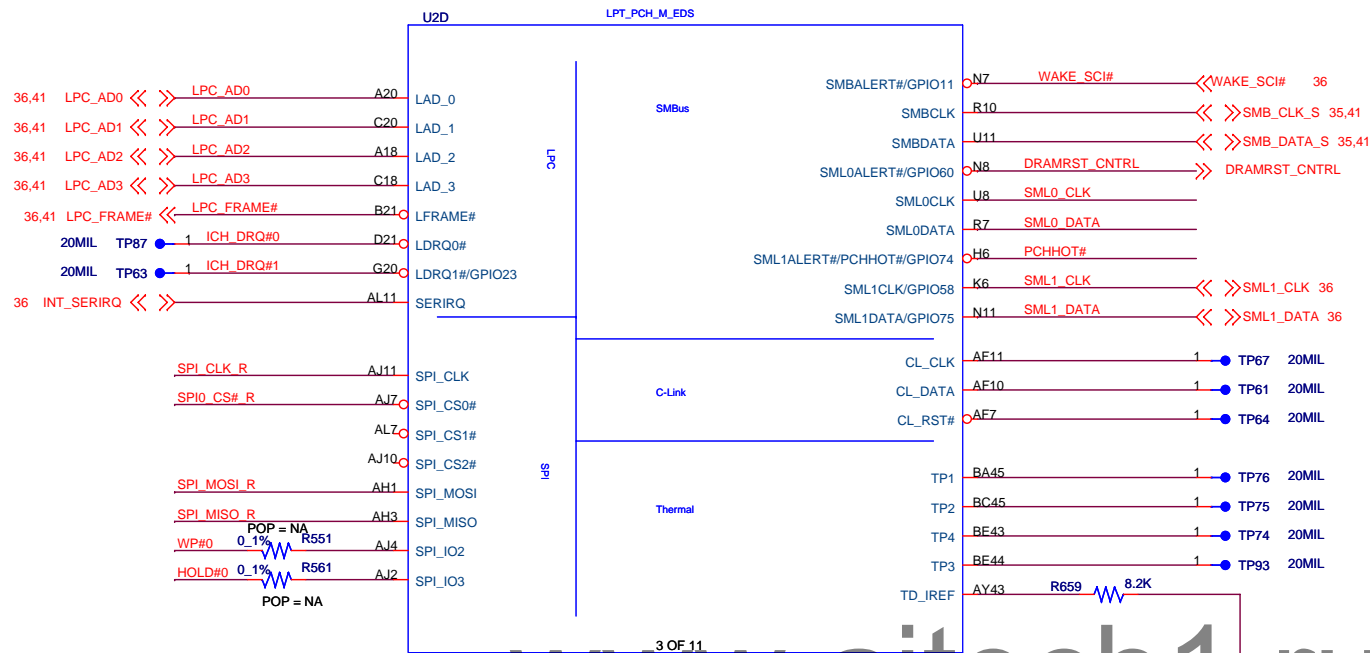 U2D
LPT_PCH_M_EDS
36,41 LPC_AD0 LPC_AD0 A20 LAD_0
36,41 LPC_AD1 LPC_AD1 C20 LAD_1
36,41 LPC_AD2 LPC_AD2 A18 LAD_2
36,41 LPC_AD3 LPC_AD3 C18 LAD_3
36,41 LPC_FRAME# LPC_FRAME# B21 LFRAME#
20MIL TP87 1 ICH_DRQ#0 D21 LDRQ0#
20MIL TP63 1 ICH_DRQ#1 G20 LDRQ1#/GPIO23
36 INT_SERIRQ AL11 SERIRQ
LPC
SPI_CLK_R AJ11 SPI_CLK
SPI0_CS#_R AJ7 SPI_CS0#
AL7 SPI_CS1#
AJ10 SPI_CS2#
SPI_MOSI_R AH1 SPI_MOSI
SPI_MISO_R AH3 SPI_MISO
POP = NA
WP#0 0_1% R551 AJ4 SPI_IO2
HOLD#0 0_1% R561 AJ2 SPI_IO3
POP = NA
SPI
SMBus
SMBALERT#/GPIO11 N7 WAKE_SCI# WAKE_SCI# 36
SMBCLK R10 SMB_CLK_S 35,41
SMBDATA U11 SMB_DATA_S 35,41
SML0ALERT#/GPIO60 N8 DRAMRST_CNTRL DRAMRST_CNTRL
SML0CLK U8 SML0_CLK
SML0DATA R7 SML0_DATA
SML1ALERT#/PCHHOT#/GPIO74 H6 PCHHOT#
SML1CLK/GPIO58 K6 SML1_CLK SML1_CLK 36
SML1DATA/GPIO75 N11 SML1_DATA SML1_DATA 36
C-Link
CL_CLK AF11 1 TP67 20MIL
CL_DATA AF10 1 TP61 20MIL
CL_RST# AF7 1 TP64 20MIL
Thermal
TP1 BA45 1 TP76 20MIL
TP2 BC45 1 TP75 20MIL
TP4 BE43 1 TP74 20MIL
TP3 BE44 1 TP93 20MIL
TD_IREF AY43 R659 8.2K
3 OF 11